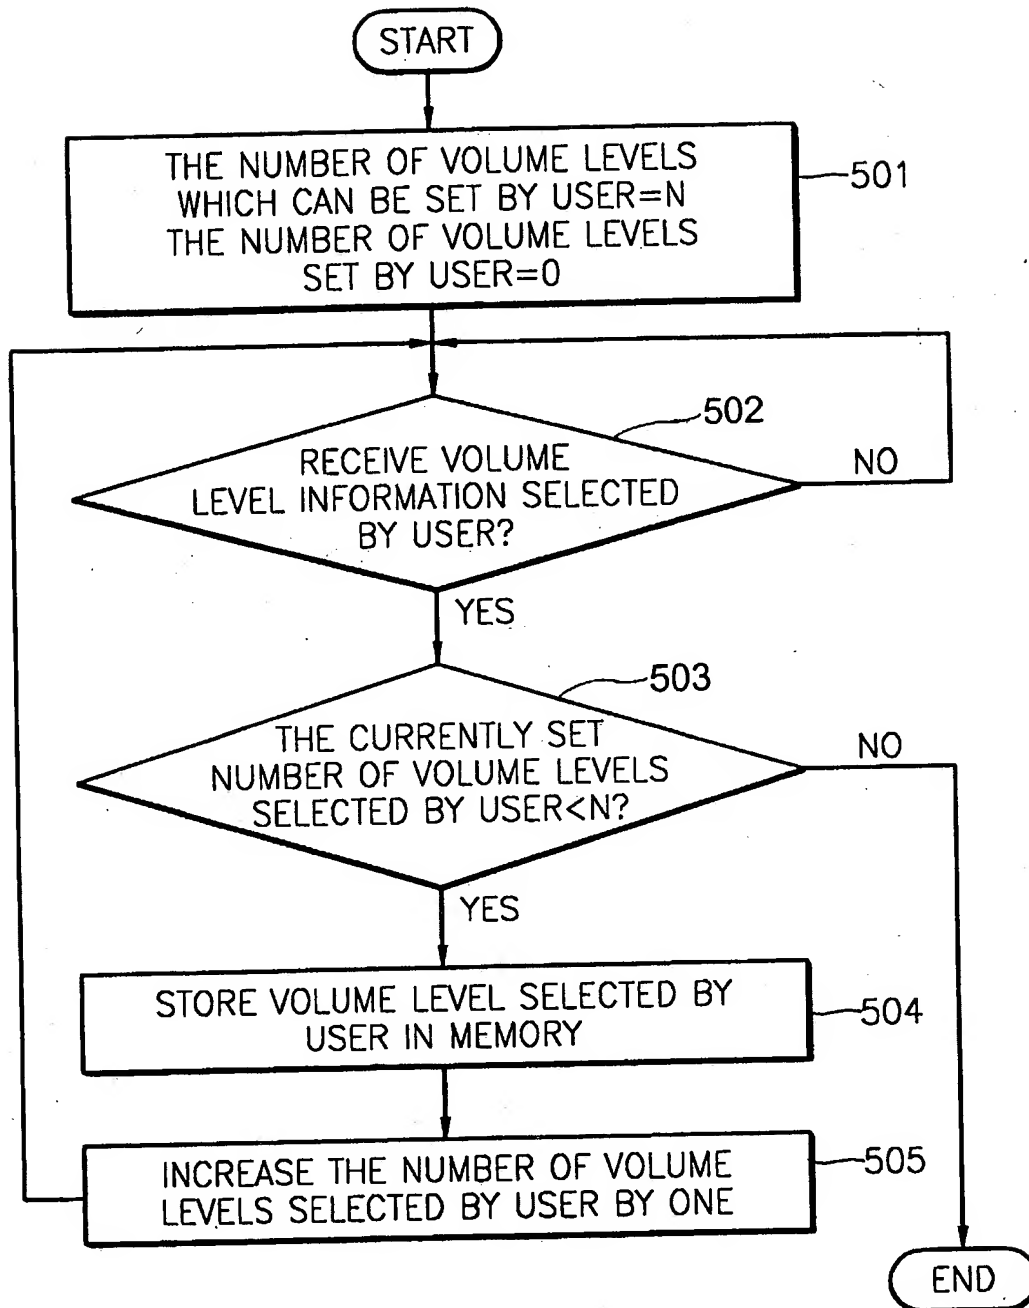 START
THE NUMBER OF VOLUME LEVELS
WHICH CAN BE SET BY USER=N
THE NUMBER OF VOLUME LEVELS
SET BY USER=0
501
502
RECEIVE VOLUME
LEVEL INFORMATION SELECTED
BY USER?
NO
YES
503
THE CURRENTLY SET
NUMBER OF VOLUME LEVELS
SELECTED BY USER<N?
NO
YES
STORE VOLUME LEVEL SELECTED BY
USER IN MEMORY
504
INCREASE THE NUMBER OF VOLUME
LEVELS SELECTED BY USER BY ONE
505
END